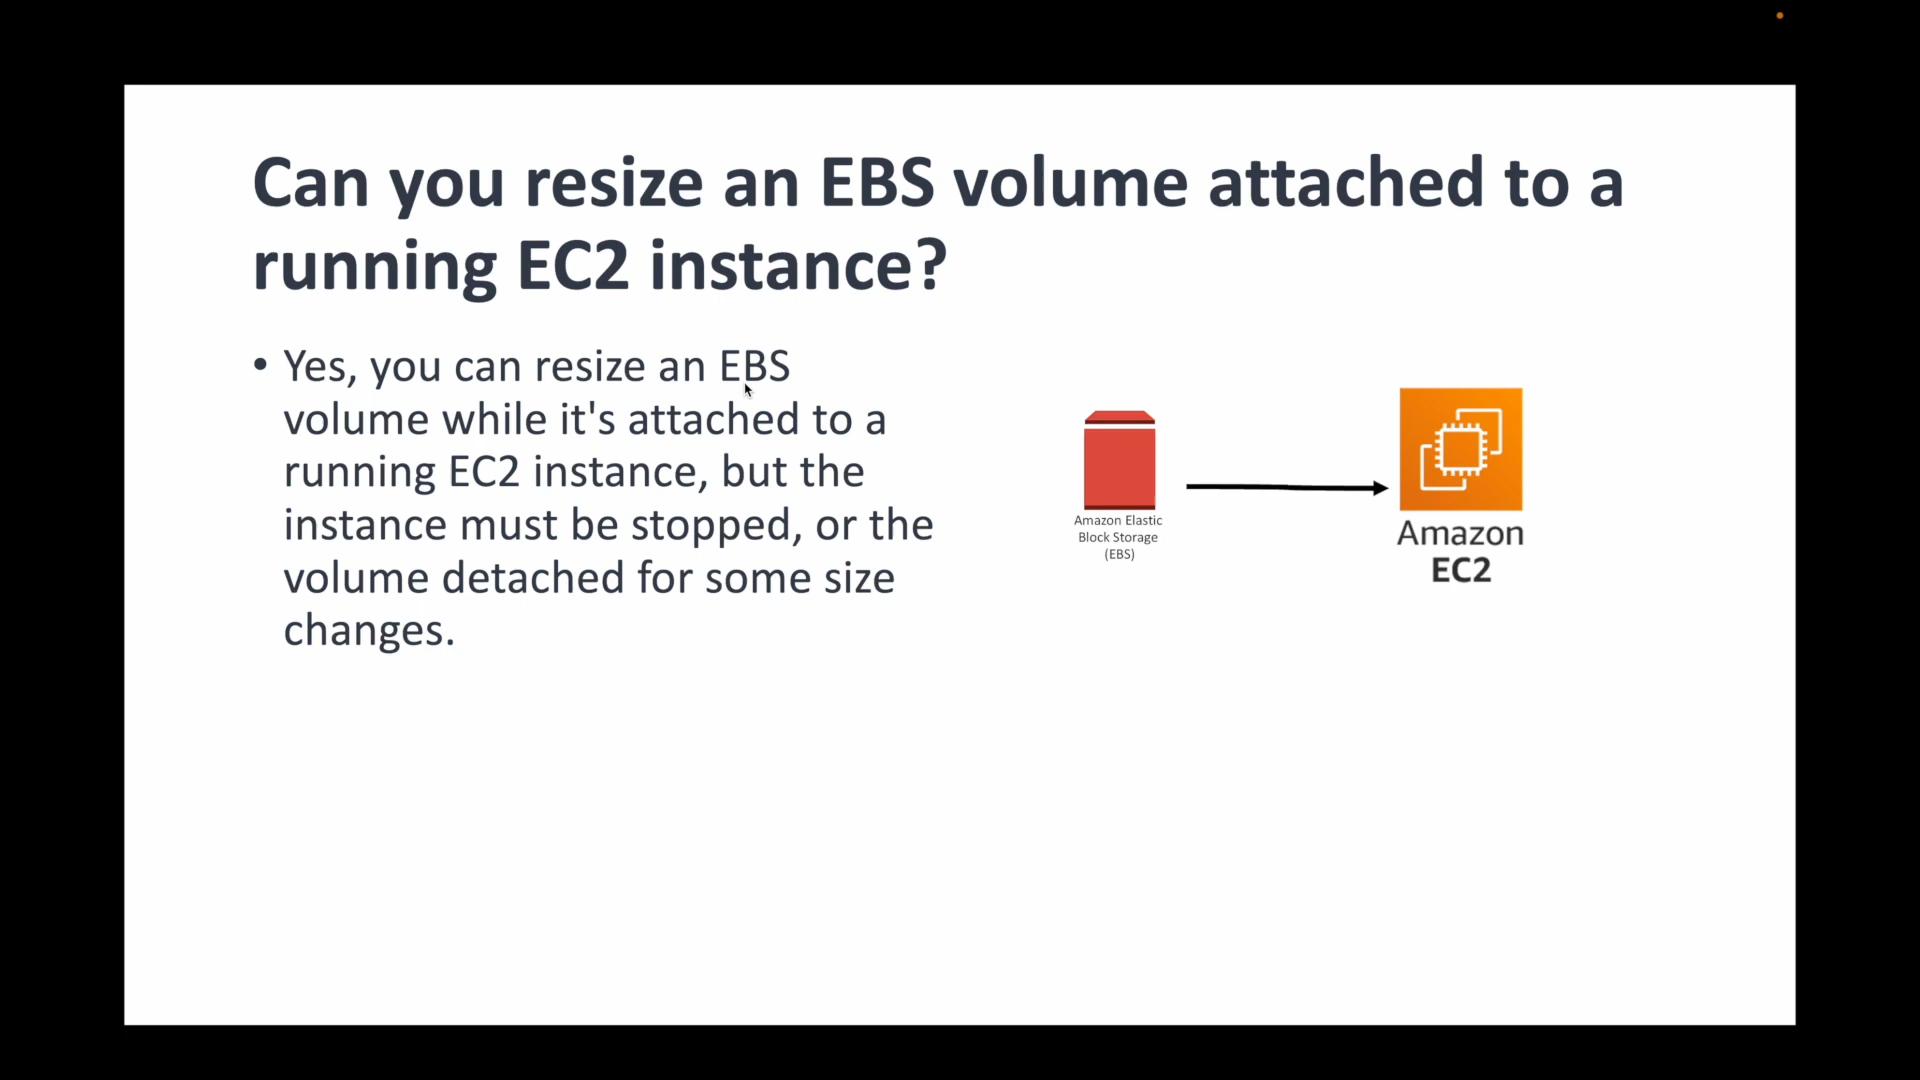 Can you resize an EBS volume attached to a
running EC2 instance?
• Yes, you can resize an EBS
volume while it's attached to a
running EC2 instance, but the
instance must be stopped, or the
volume detached for some size
changes.
Amazon Elastic
Block Storage
(EBS)
Amazon
EC2